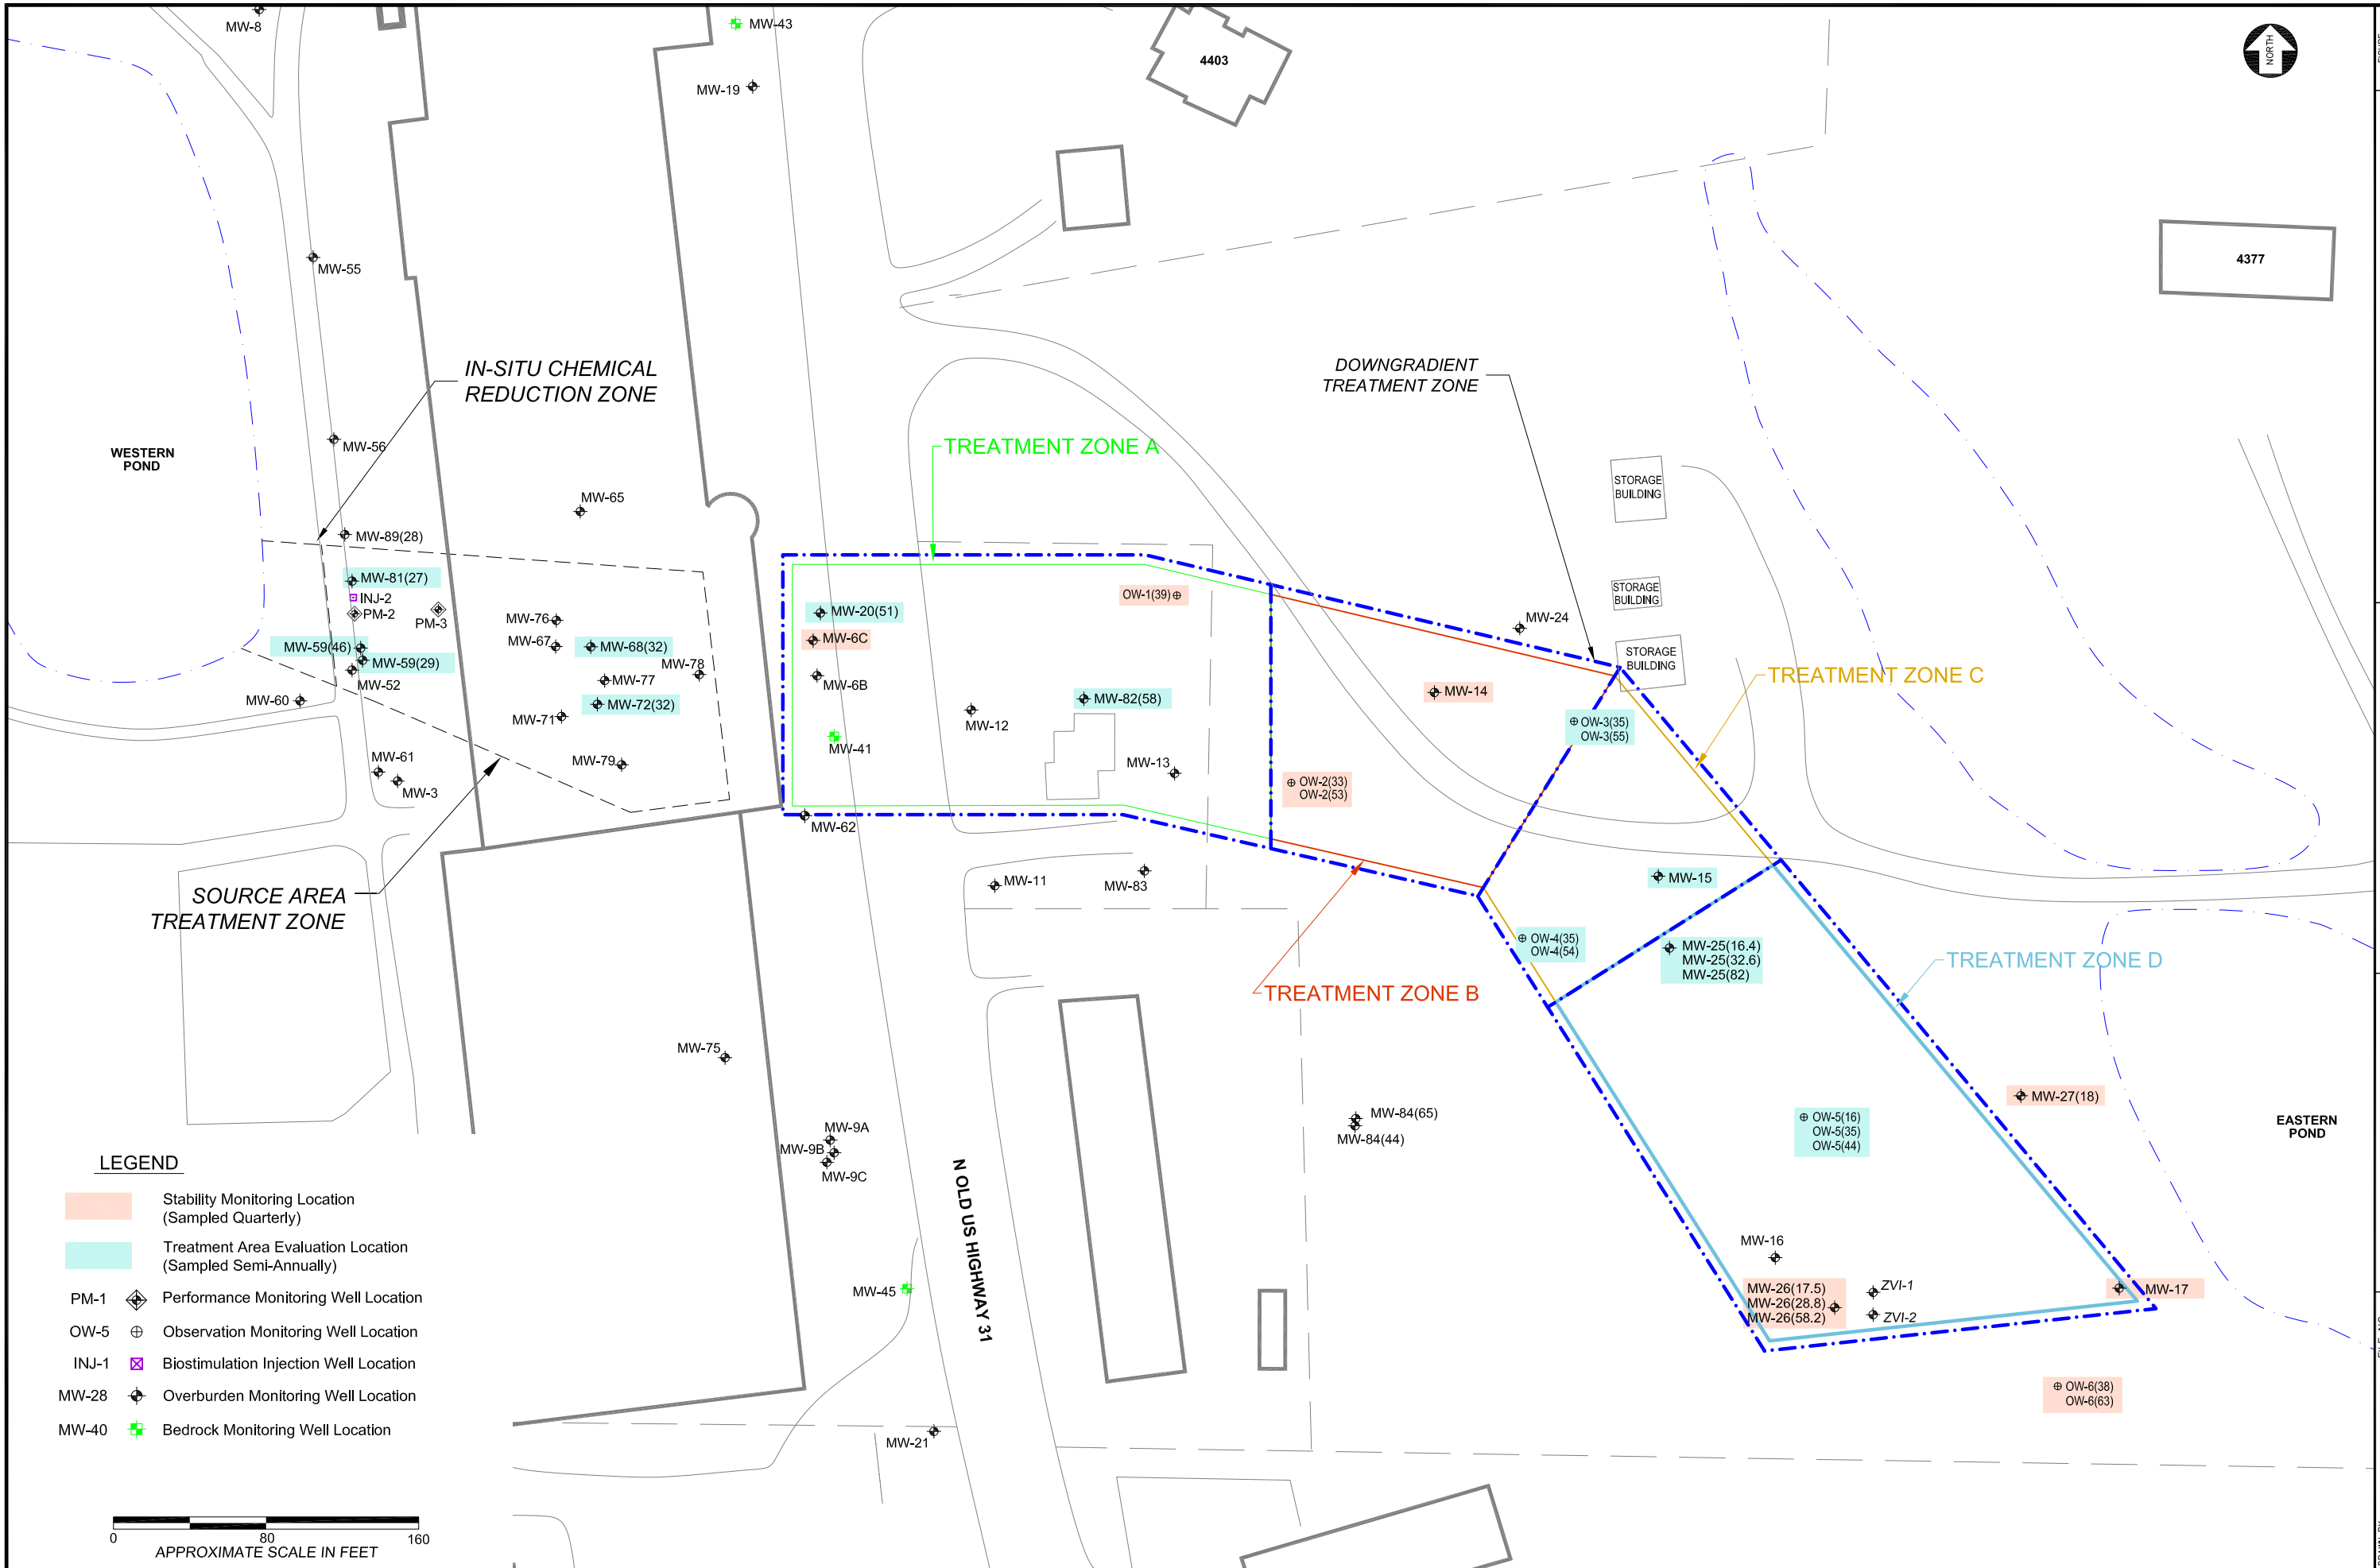 MW-8
MW-43
MW-19
4403
NORTH
4377
MW-55
IN-SITU CHEMICAL
REDUCTION ZONE
DOWNGRADIENT
TREATMENT ZONE
WESTERN
POND
MW-56
TREATMENT ZONE A
STORAGE
BUILDING
MW-65
MW-89(28)
MW-81(27)
INJ-2
PM-2
PM-3
MW-76
MW-67
MW-68(32)
MW-59(46)
MW-59(29)
MW-52
MW-60
MW-77
MW-78
MW-72(32)
MW-71
MW-79
MW-61
MW-3
MW-20(51)
MW-6C
MW-6B
MW-41
MW-12
MW-82(58)
MW-13
MW-62
OW-1(39)
STORAGE
BUILDING
MW-24
STORAGE
BUILDING
MW-14
TREATMENT ZONE C
OW-3(35)
OW-3(55)
OW-2(33)
OW-2(53)
SOURCE AREA
TREATMENT ZONE
MW-11
MW-83
MW-15
OW-4(35)
OW-4(54)
MW-25(16.4)
MW-25(32.6)
MW-25(82)
TREATMENT ZONE D
TREATMENT ZONE B
MW-75
MW-84(65)
MW-84(44)
MW-27(18)
OW-5(16)
OW-5(35)
OW-5(44)
EASTERN
POND
MW-9A
MW-9B
MW-9C
N OLD US HIGHWAY 31
MW-45
MW-16
MW-26(17.5)
MW-26(28.8)
MW-26(58.2)
ZVI-1
ZVI-2
MW-17
OW-6(38)
OW-6(63)
MW-21
LEGEND
Stability Monitoring Location
(Sampled Quarterly)
Treatment Area Evaluation Location
(Sampled Semi-Annually)
PM-1 Performance Monitoring Well Location
OW-5 Observation Monitoring Well Location
INJ-1 Biostimulation Injection Well Location
MW-28 Overburden Monitoring Well Location
MW-40 Bedrock Monitoring Well Location
0 80 160
APPROXIMATE SCALE IN FEET